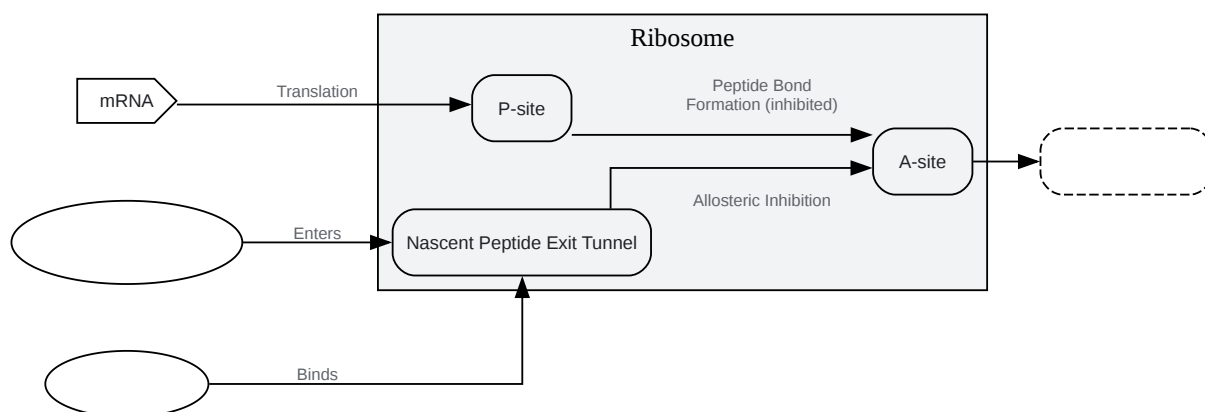 Ribosome
mRNA
Translation
P-site
Peptide Bond
Formation (inhibited)
A-site
Allosteric Inhibition
Enters
Nascent Peptide Exit Tunnel
Binds